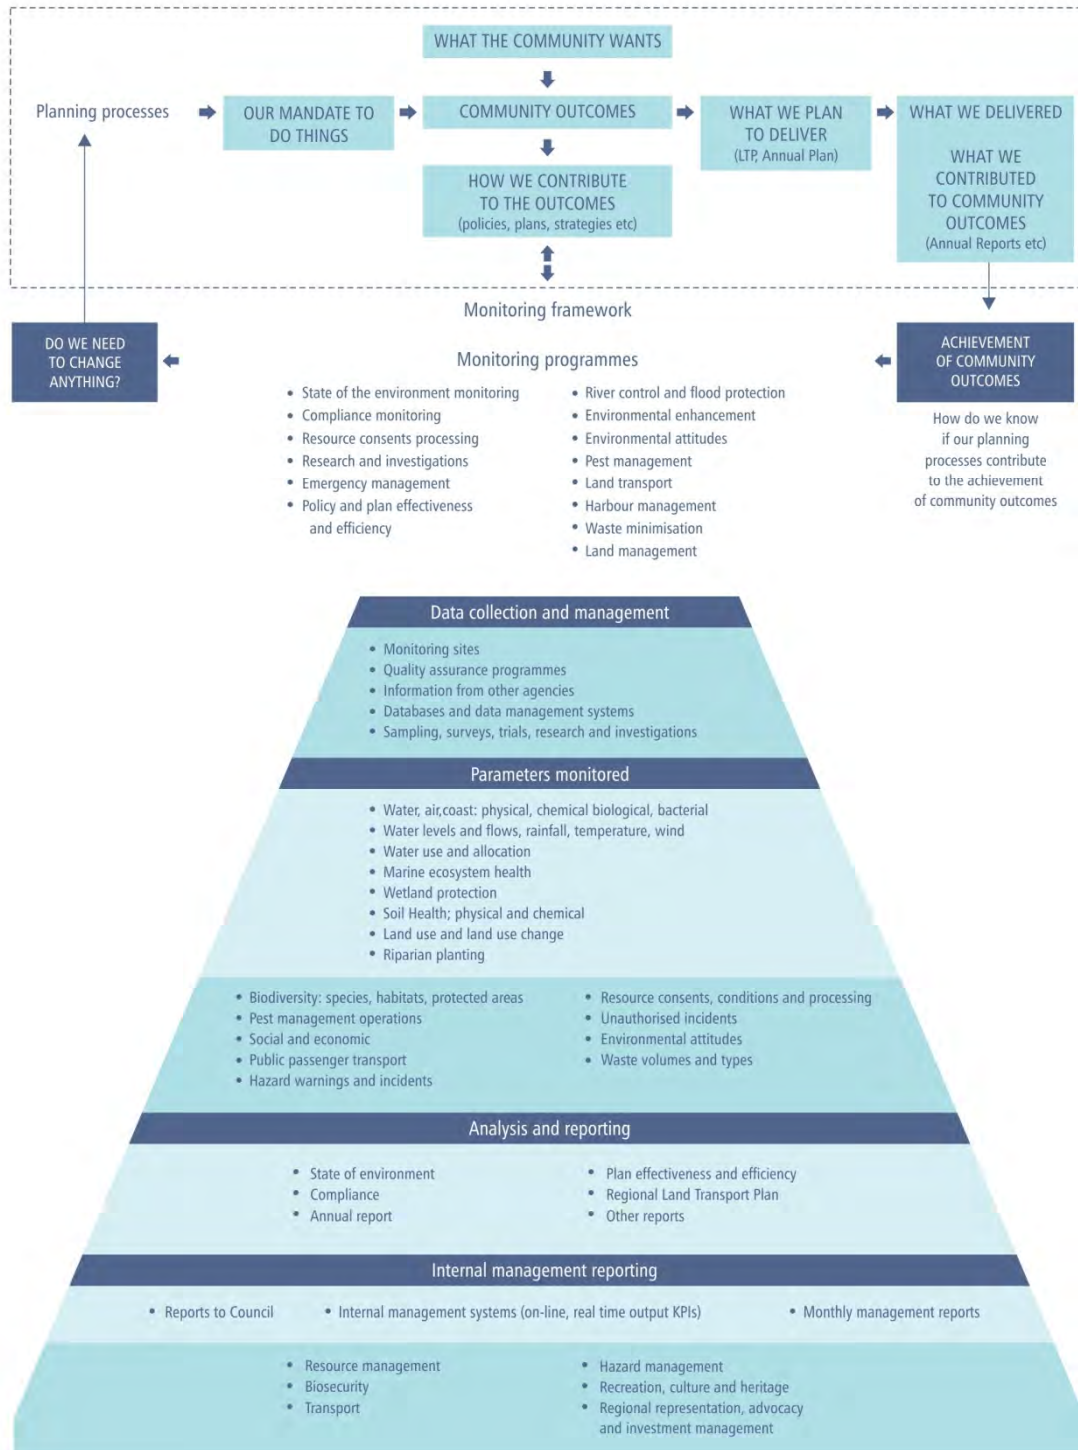 WHAT THE COMMUNITY WANTS
Planning processes
OUR MANDATE TO
DO THINGS
COMMUNITY OUTCOMES
WHAT WE PLAN
TO DELIVER
(LTP, Annual Plan)
WHAT WE DELIVERED
WHAT WE
CONTRIBUTED
TO COMMUNITY
OUTCOMES
(Annual Reports etc)
HOW WE CONTRIBUTE
TO THE OUTCOMES
(policies, plans, strategies etc)
Monitoring framework
DO WE NEED
TO CHANGE
ANYTHING?
Monitoring programmes
• State of the environment monitoring
• Compliance monitoring
• Resource consents processing
• Research and investigations
• Emergency management
• Policy and plan effectiveness
and efficiency
• River control and flood protection
• Environmental enhancement
• Environmental attitudes
• Pest management
• Land transport
• Harbour management
• Waste minimisation
• Land management
ACHIEVEMENT
OF COMMUNITY
OUTCOMES
How do we know
if our planning
processes contribute
to the achievement
of community outcomes
Data collection and management
• Monitoring sites
• Quality assurance programmes
• Information from other agencies
• Databases and data management systems
• Sampling, surveys, trials, research and investigations
Parameters monitored
• Water, air,coast: physical, chemical biological, bacterial
• Water levels and flows, rainfall, temperature, wind
• Water use and allocation
• Marine ecosystem health
• Wetland protection
• Soil Health; physical and chemical
• Land use and land use change
• Riparian planting
• Biodiversity: species, habitats, protected areas
• Pest management operations
• Social and economic
• Public passenger transport
• Hazard warnings and incidents
• Resource consents, conditions and processing
• Unauthorised incidents
• Environmental attitudes
• Waste volumes and types
Analysis and reporting
• State of environment
• Compliance
• Annual report
• Plan effectiveness and efficiency
• Regional Land Transport Plan
• Other reports
Internal management reporting
• Reports to Council
• Internal management systems (on-line, real time output KPIs)
• Monthly management reports
• Resource management
• Biosecurity
• Transport
• Hazard management
• Recreation, culture and heritage
• Regional representation, advocacy
and investment management